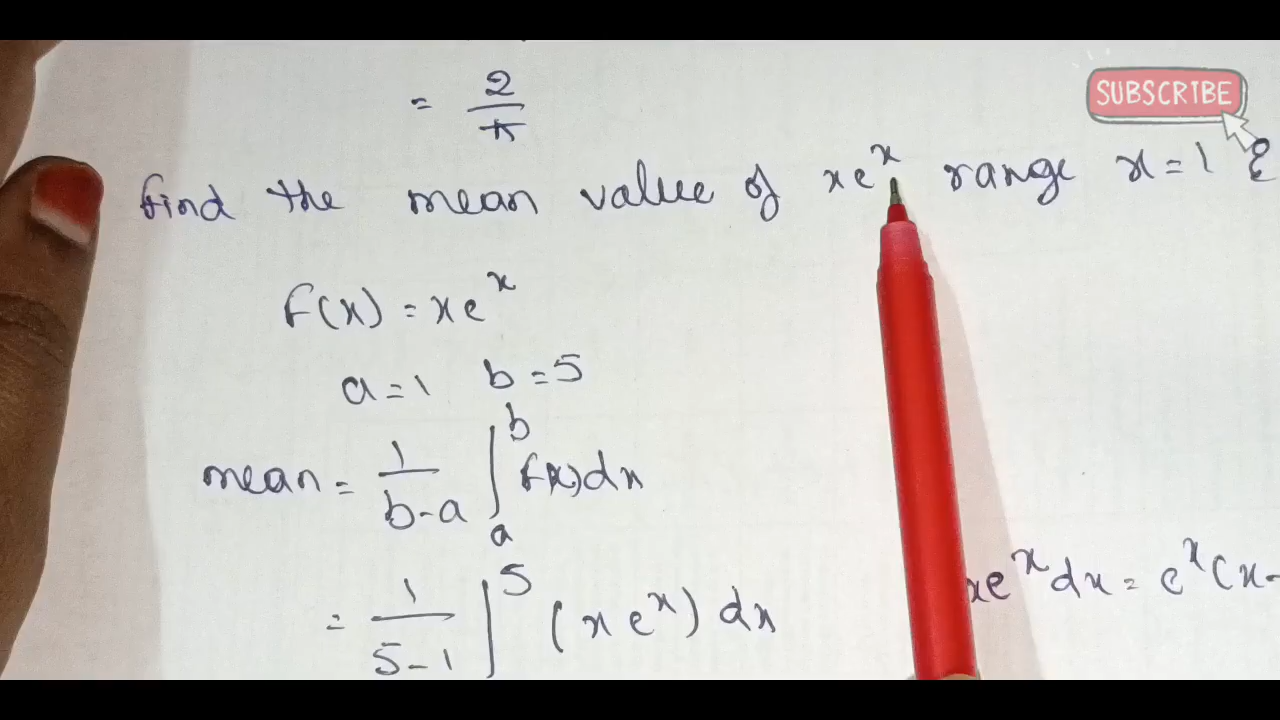 = 2/π
SUBSCRIBE
Find the mean value of xe^x range x=1 &
F(x) = xe^x
a=1 b=5
mean = 1/(b-a) ∫_a^b f(x)dx
= 1/(5-1) ∫^5 (xe^x) dx
xe^x dx = e^x (x-